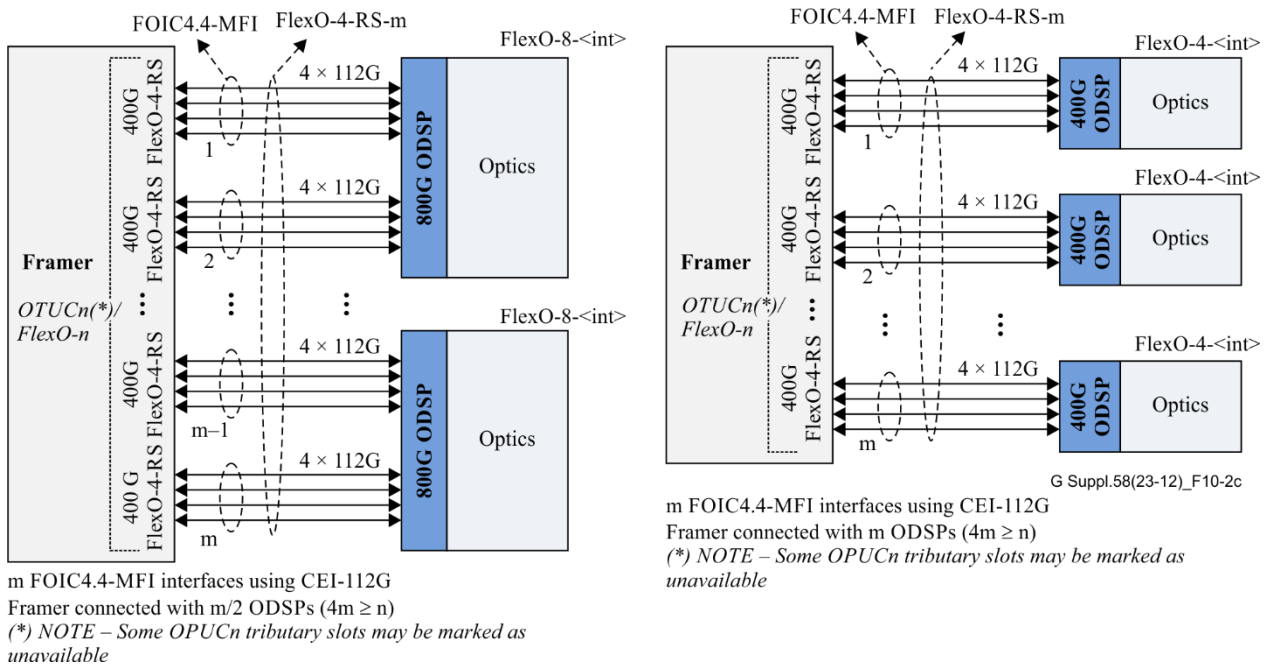 FOIC4.4-MFI
FlexO-4-RS-m
FlexO-8-<int>
4 × 112G
400G
FlexO-4-RS
1
800G ODSP
Optics
4 × 112G
400G
FlexO-4-RS
2
Framer
OTUCn(*)/
FlexO-n
...
...
...
FlexO-8-<int>
4 × 112G
400G
FlexO-4-RS
m–1
800G ODSP
Optics
4 × 112G
400 G
FlexO-4-RS
m
m FOIC4.4-MFI interfaces using CEI-112G
Framer connected with m/2 ODSPs (4m ≥ n)
(*) NOTE – Some OPUCn tributary slots may be marked as
unavailable
FOIC4.4-MFI
FlexO-4-RS-m
FlexO-4-<int>
4 × 112G
400G
FlexO-4-RS
1
400G
ODSP
Optics
FlexO-4-<int>
4 × 112G
400G
FlexO-4-RS
2
400G
ODSP
Optics
Framer
OTUCn(*)/
FlexO-n
...
...
...
FlexO-4-<int>
4 × 112G
400G
FlexO-4-RS
m
400G
ODSP
Optics
G Suppl.58(23-12)_F10-2c
m FOIC4.4-MFI interfaces using CEI-112G
Framer connected with m ODSPs (4m ≥ n)
(*) NOTE – Some OPUCn tributary slots may be marked as
unavailable